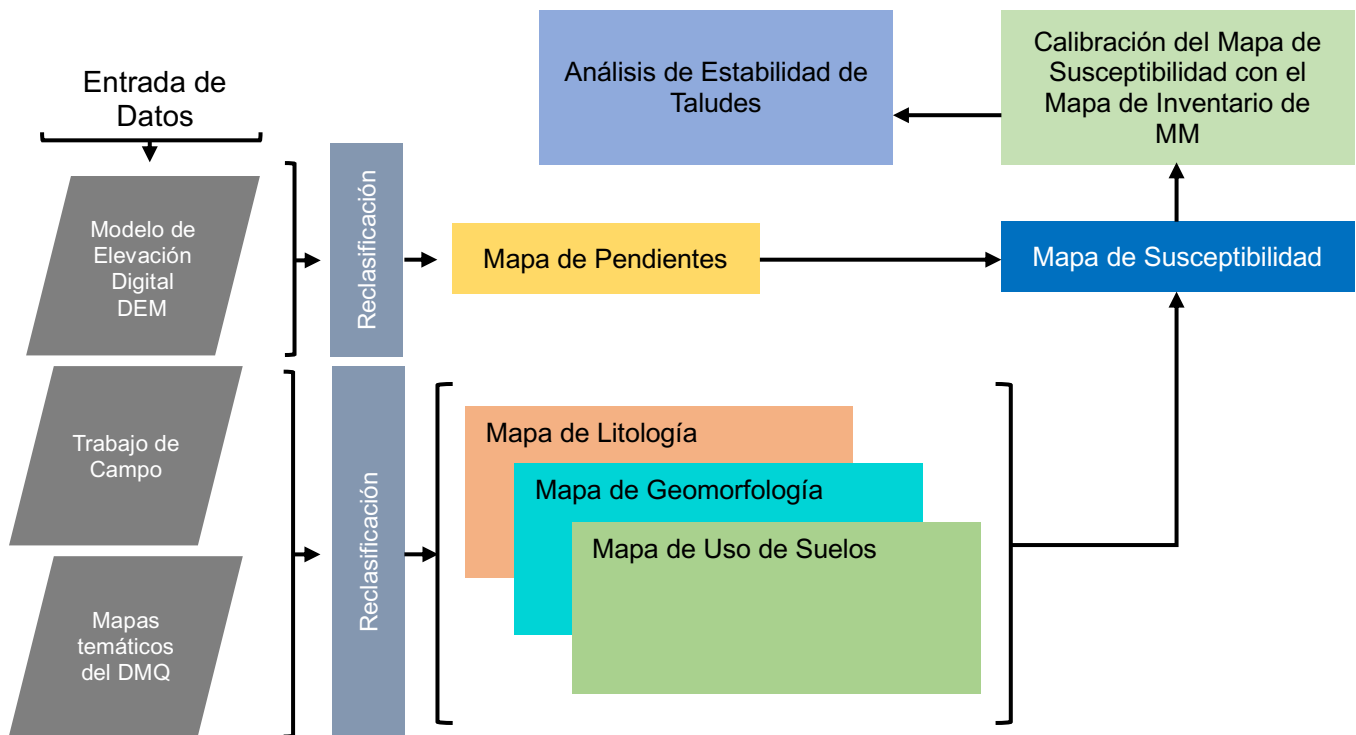 Entrada de
Datos
Modelo de
Elevación
Digital
DEM
Trabajo de
Campo
Mapas
temáticos
del DMQ
Reclasificación
Reclasificación
Mapa de Pendientes
Mapa de Litología
Mapa de Geomorfología
Mapa de Uso de Suelos
Mapa de Susceptibilidad
Calibración del Mapa de
Susceptibilidad con el
Mapa de Inventario de
MM
Análisis de Estabilidad de
Taludes